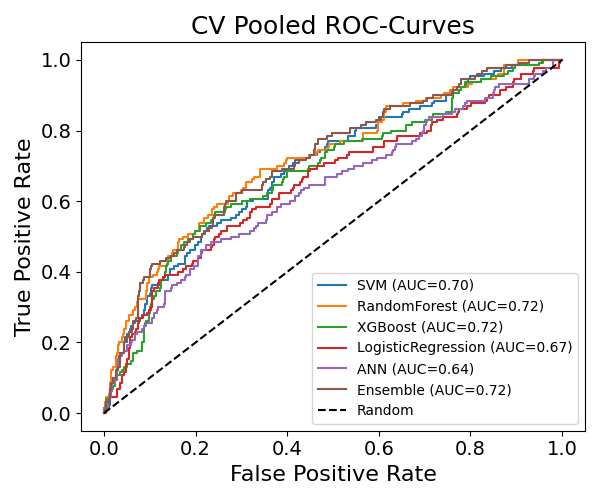 CV Pooled ROC-Curves
True Positive Rate
1.0
0.8
0.6
0.4
0.2
0.0
SVM (AUC=0.70)
RandomForest (AUC=0.72)
XGBoost (AUC=0.72)
LogisticRegression (AUC=0.67)
ANN (AUC=0.64)
Ensemble (AUC=0.72)
Random
0.0 0.2 0.4 0.6 0.8 1.0
False Positive Rate